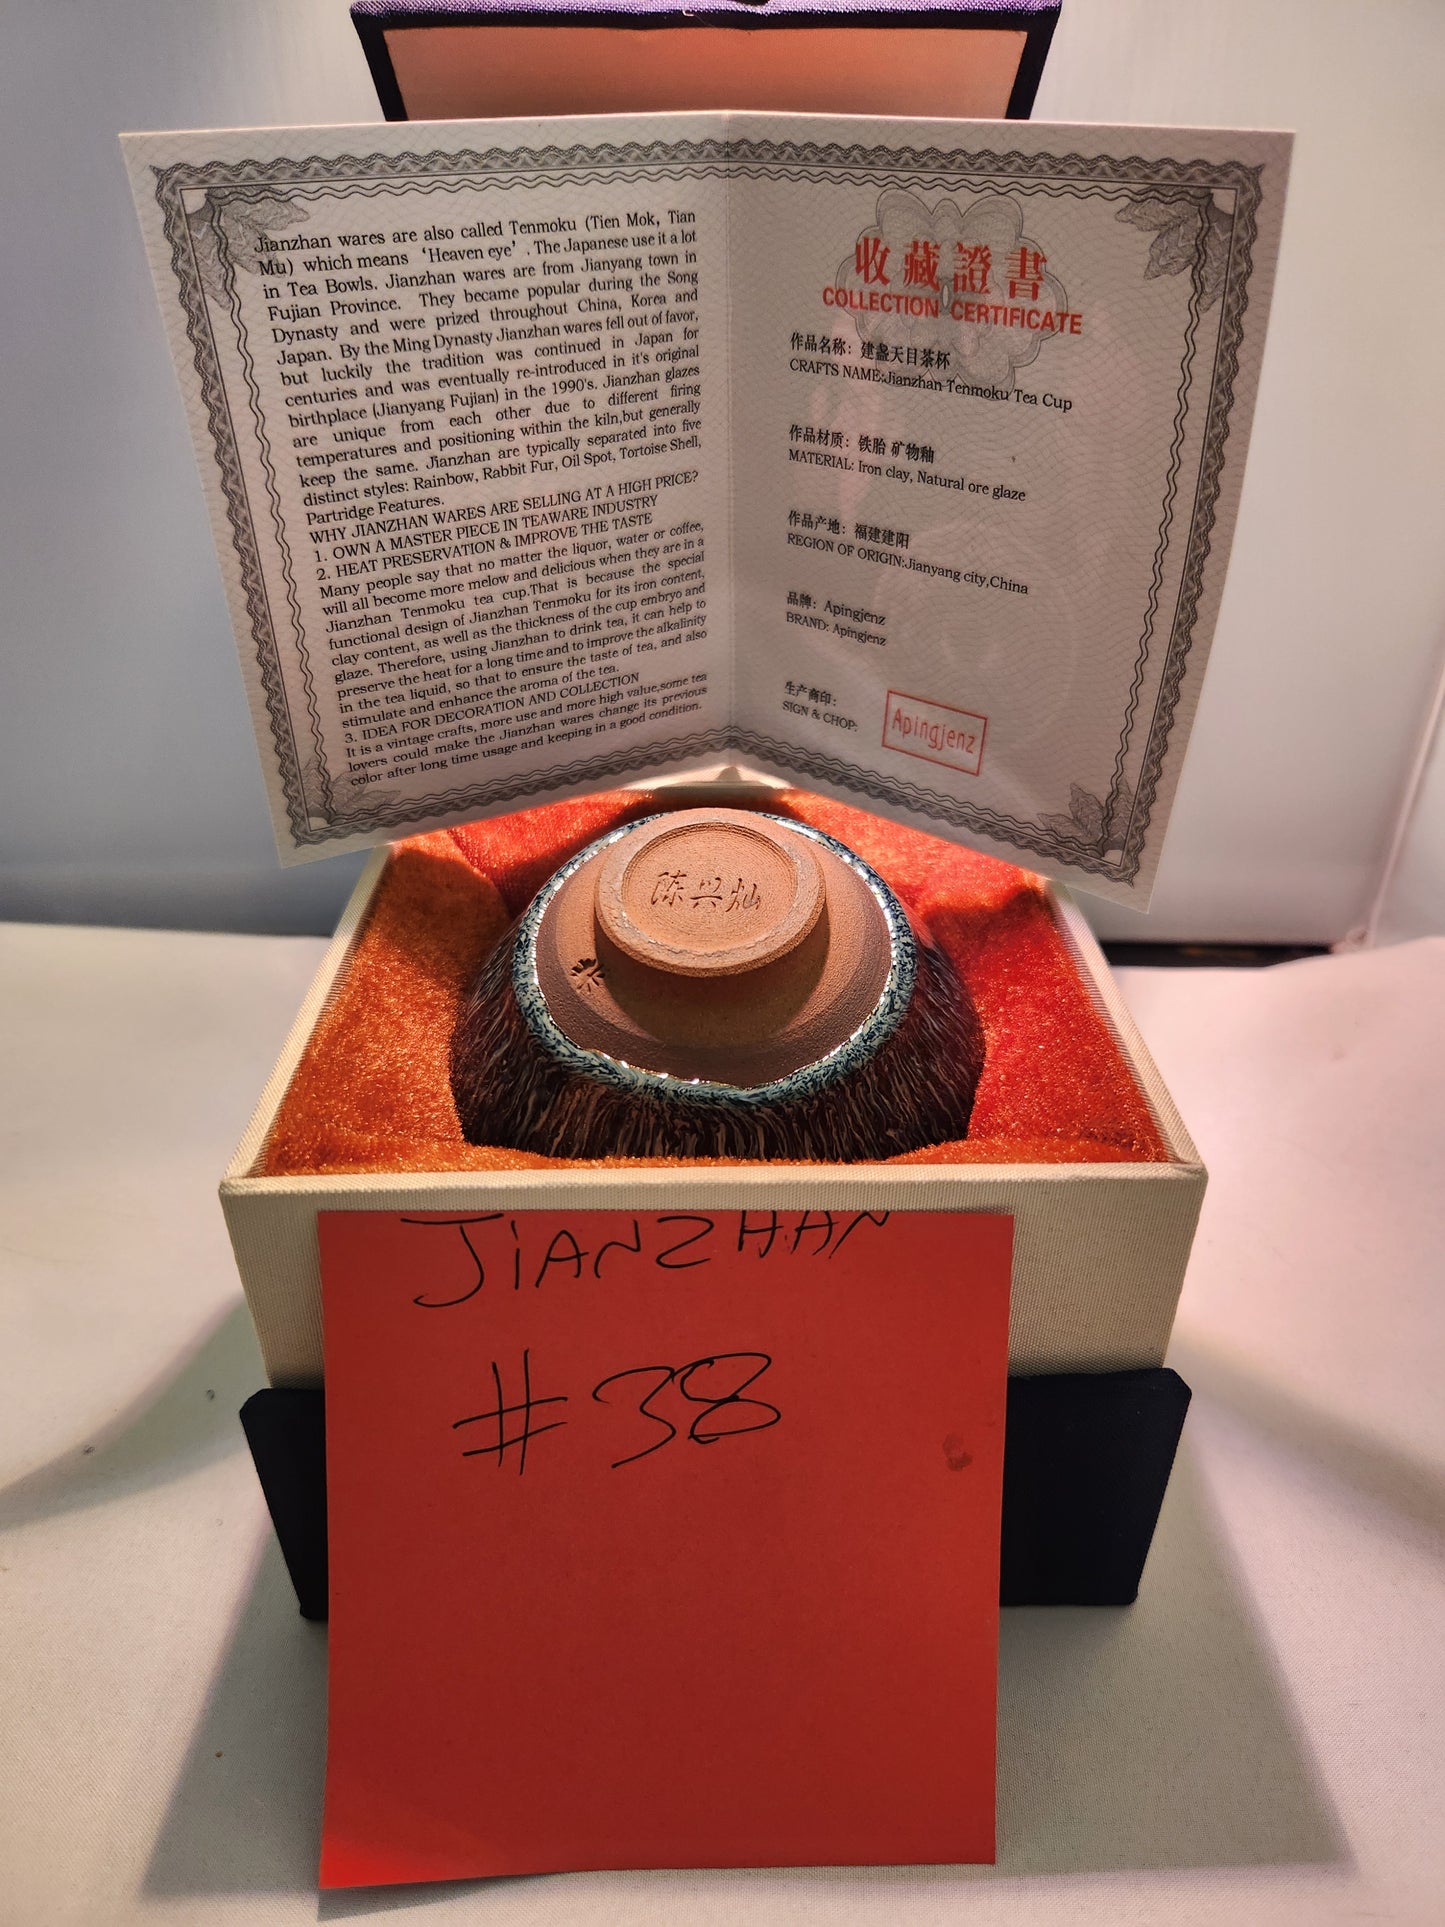 Jianzhan wares are also called Tenmoku (Tien Mok, Tian
Mu) which means ‘Heaven eye’. The Japanese use it a lot
in Tea Bowls. Jianzhan wares are from Jianyang town in
Fujian Province. They became popular during the Song
Dynasty and were prized throughout China, Korea and
Japan. By the Ming Dynasty Jianzhan wares fell out of favor,
but luckily the tradition was continued in Japan for
centuries and was eventually re-introduced in it's original
birthplace (Jianyang Fujian) in the 1990's. Jianzhan glazes
are unique from each other due to different firing
temperatures and positioning within the kiln,but generally
keep the same. Jianzhan are typically separated into five
distinct styles: Rainbow, Rabbit Fur, Oil Spot, Tortoise Shell,
Partridge Features.
WHY JIANZHAN WARES ARE SELLING AT A HIGH PRICE?
1. OWN A MASTER PIECE IN TEAWARE INDUSTRY
2. HEAT PRESERVATION & IMPROVE THE TASTE
Many people say that no matter the liquor, water or coffee,
will all become more melow and delicious when they are in a
Jianzhan Tenmoku tea cup.That is because the special
functional design of Jianzhan Tenmoku for its iron content,
clay content, as well as the thickness of the cup embryo and
glaze. Therefore, using Jianzhan to drink tea, it can help to
preserve the heat for a long time and to improve the alkalinity
in the tea liquid, so that to ensure the taste of tea, and also
stimulate and enhance the aroma of the tea.
3. IDEA FOR DECORATION AND COLLECTION
It is a vintage crafts, more use and more high value,some tea
lovers could make the Jianzhan wares change its previous
color after long time usage and keeping in a good condition.
收藏證書
COLLECTION CERTIFICATE
作品名称: 建盏天目茶杯
CRAFTS NAME:Jianzhan Tenmoku Tea Cup
作品材质: 铁胎 矿物釉
MATERIAL: Iron clay, Natural ore glaze
作品产地: 福建建阳
REGION OF ORIGIN:Jianyang city,China
品牌: Apingjenz
BRAND: Apingjenz
生产商印:
SIGN & CHOP:
Apingjenz
陈兴灿
JiANZHAN
#38